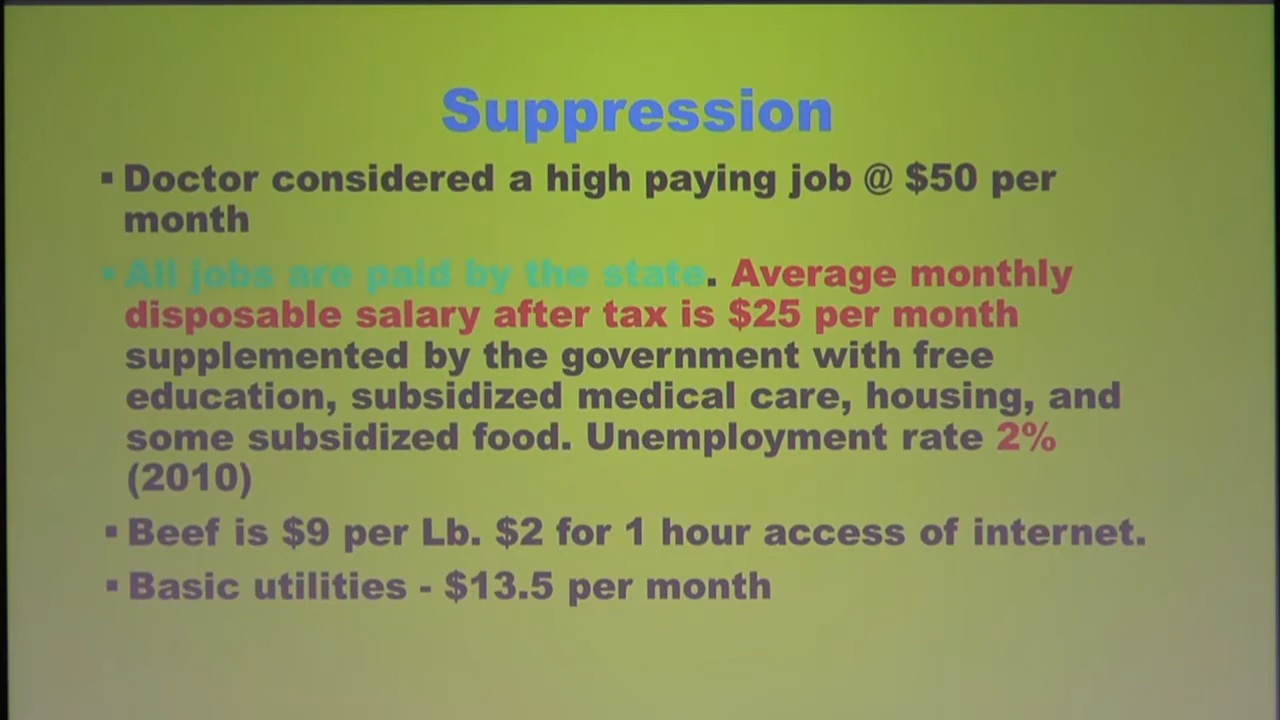 Suppression
▪ Doctor considered a high paying job @ $50 per
month
▪ All jobs are paid by the state. Average monthly
disposable salary after tax is $25 per month
supplemented by the government with free
education, subsidized medical care, housing, and
some subsidized food. Unemployment rate 2%
(2010)
▪ Beef is $9 per Lb. $2 for 1 hour access of internet.
▪ Basic utilities - $13.5 per month